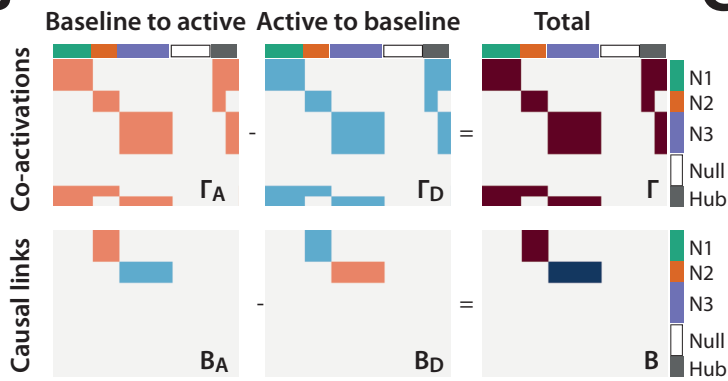 Baseline to active
Active to baseline
Total
Co-activations
ΓA
-
ΓD
=
Γ
N1
N2
N3
Null
Hub
Causal links
BA
-
BD
=
B
N1
N2
N3
Null
Hub